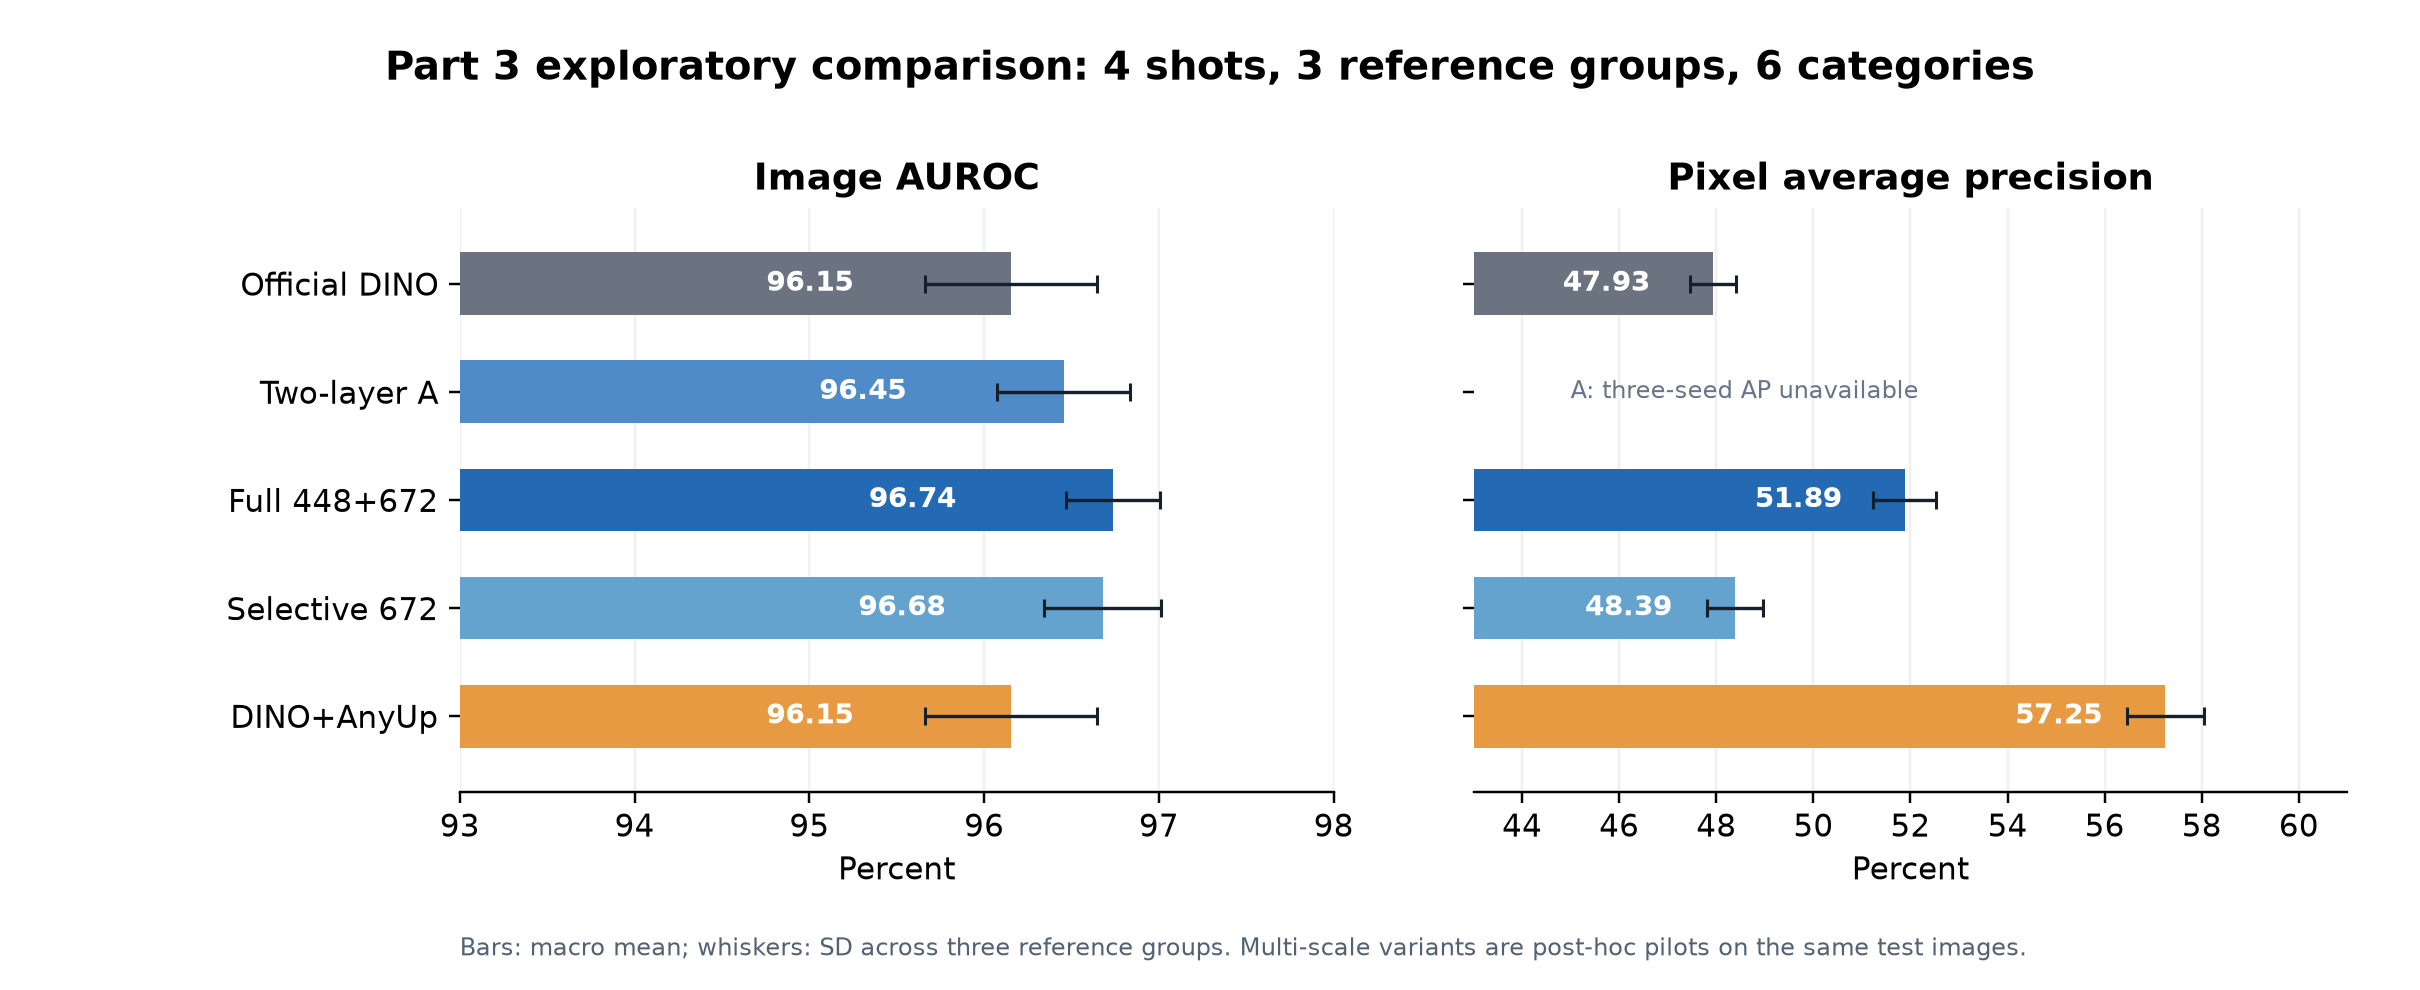 Part 3 exploratory comparison: 4 shots, 3 reference groups, 6 categories
Image AUROC
Official DINO
96.15
Two-layer A
96.45
Full 448+672
96.74
Selective 672
96.68
DINO+AnyUp
96.15
93 94 95 96 97 98
Percent
Pixel average precision
47.93
A: three-seed AP unavailable
51.89
48.39
57.25
44 46 48 50 52 54 56 58 60
Percent
Bars: macro mean; whiskers: SD across three reference groups. Multi-scale variants are post-hoc pilots on the same test images.